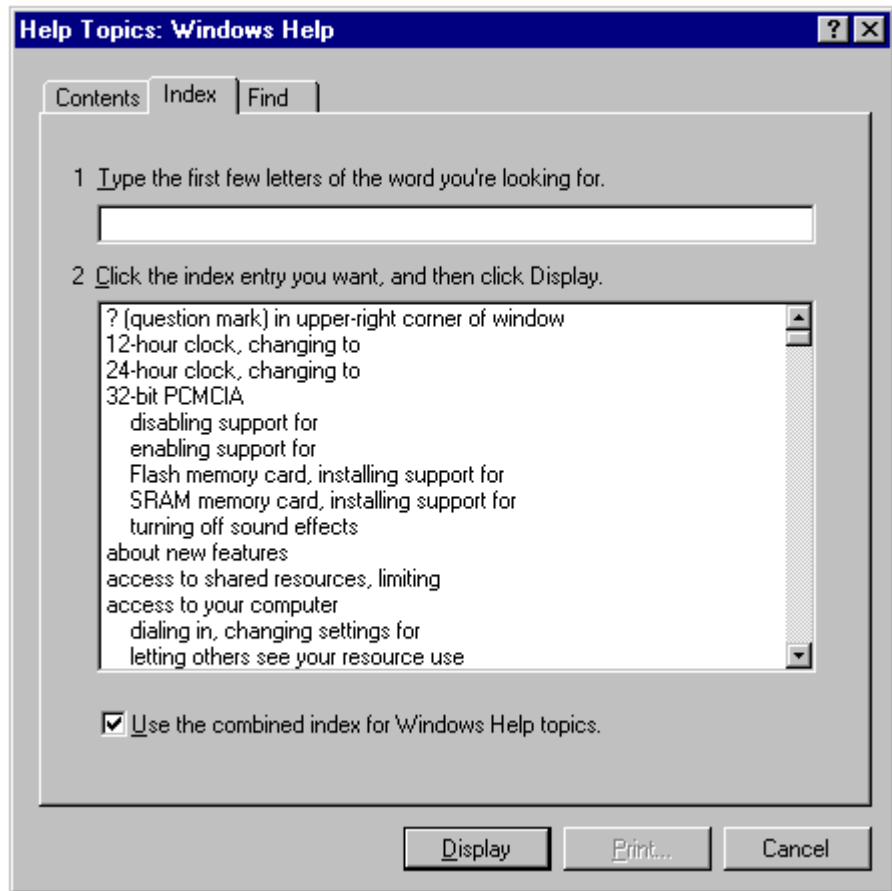 Help Topics: Windows Help
Contents Index Find
1 Type the first few letters of the word you're looking for.
2 Click the index entry you want, and then click Display.
? (question mark) in upper-right corner of window
12-hour clock, changing to
24-hour clock, changing to
32-bit PCMCIA
disabling support for
enabling support for
Flash memory card, installing support for
SRAM memory card, installing support for
turning off sound effects
about new features
access to shared resources, limiting
access to your computer
dialing in, changing settings for
letting others see your resource use
Use the combined index for Windows Help topics.
Display Print... Cancel